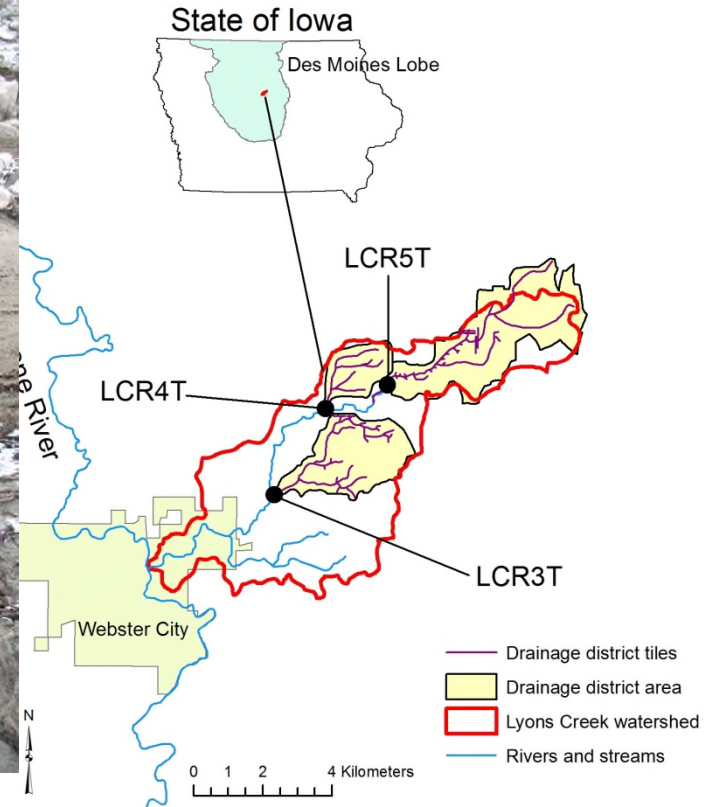 State of Iowa
Des Moines Lobe
LCR5T
LCR4T
River
LCR3T
Webster City
Drainage district tiles
Drainage district area
Lyons Creek watershed
Rivers and streams
N
0 1 2 4 Kilometers